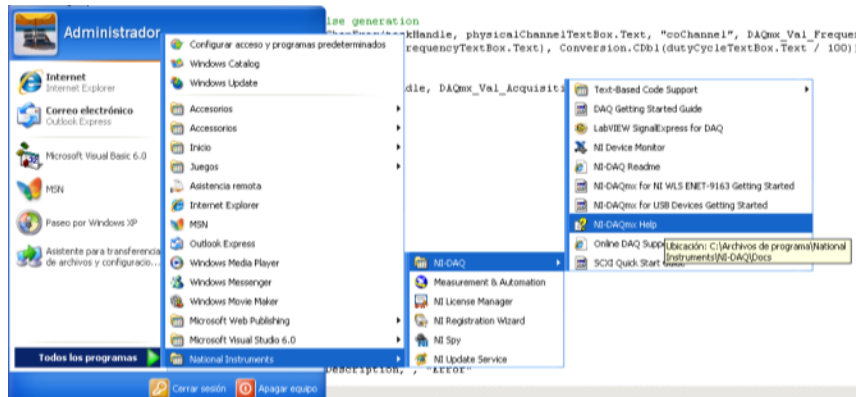 Administrador
lse generation
skHandle, physicalChannelTextBox.Text, "coChannel", DAQmx_Val_Freque
requencyTextBox.Text), Conversion.CDbl(dutyCycleTextBox.Text / 100)
dle, DAQmx_Val_Acquisiti
Internet
Internet Explorer
Correo electrónico
Outlook Express
Microsoft Visual Basic 6.0
MSN
Paseo por Windows XP
Asistente para transferencia
de archivos y configuracio...
Todos los programas
Configurar acceso y programas predeterminados
Windows Catalog
Windows Update
Accesorios
Accessories
Inicio
Juegos
Asistencia remota
Internet Explorer
MSN
Outlook Express
Windows Media Player
Windows Messenger
Windows Movie Maker
Microsoft Web Publishing
Microsoft Visual Studio 6.0
National Instruments
NI-DAQ
Measurement & Automation
NI License Manager
NI Registration Wizard
NI Spy
NI Update Service
Text-Based Code Support
DAQ Getting Started Guide
LabVIEW SignalExpress for DAQ
NI Device Monitor
NI-DAQ Readme
NI-DAQmx for NI WLS ENET-9163 Getting Started
NI-DAQmx for USB Devices Getting Started
NI-DAQmx Help
Online DAQ Supp
SCXI Quick Start
Ubicación: C:\Archivos de programa\National
Instruments\NI-DAQ\Docs
Description, , "Error"
Cerrar sesión
Apagar equipo